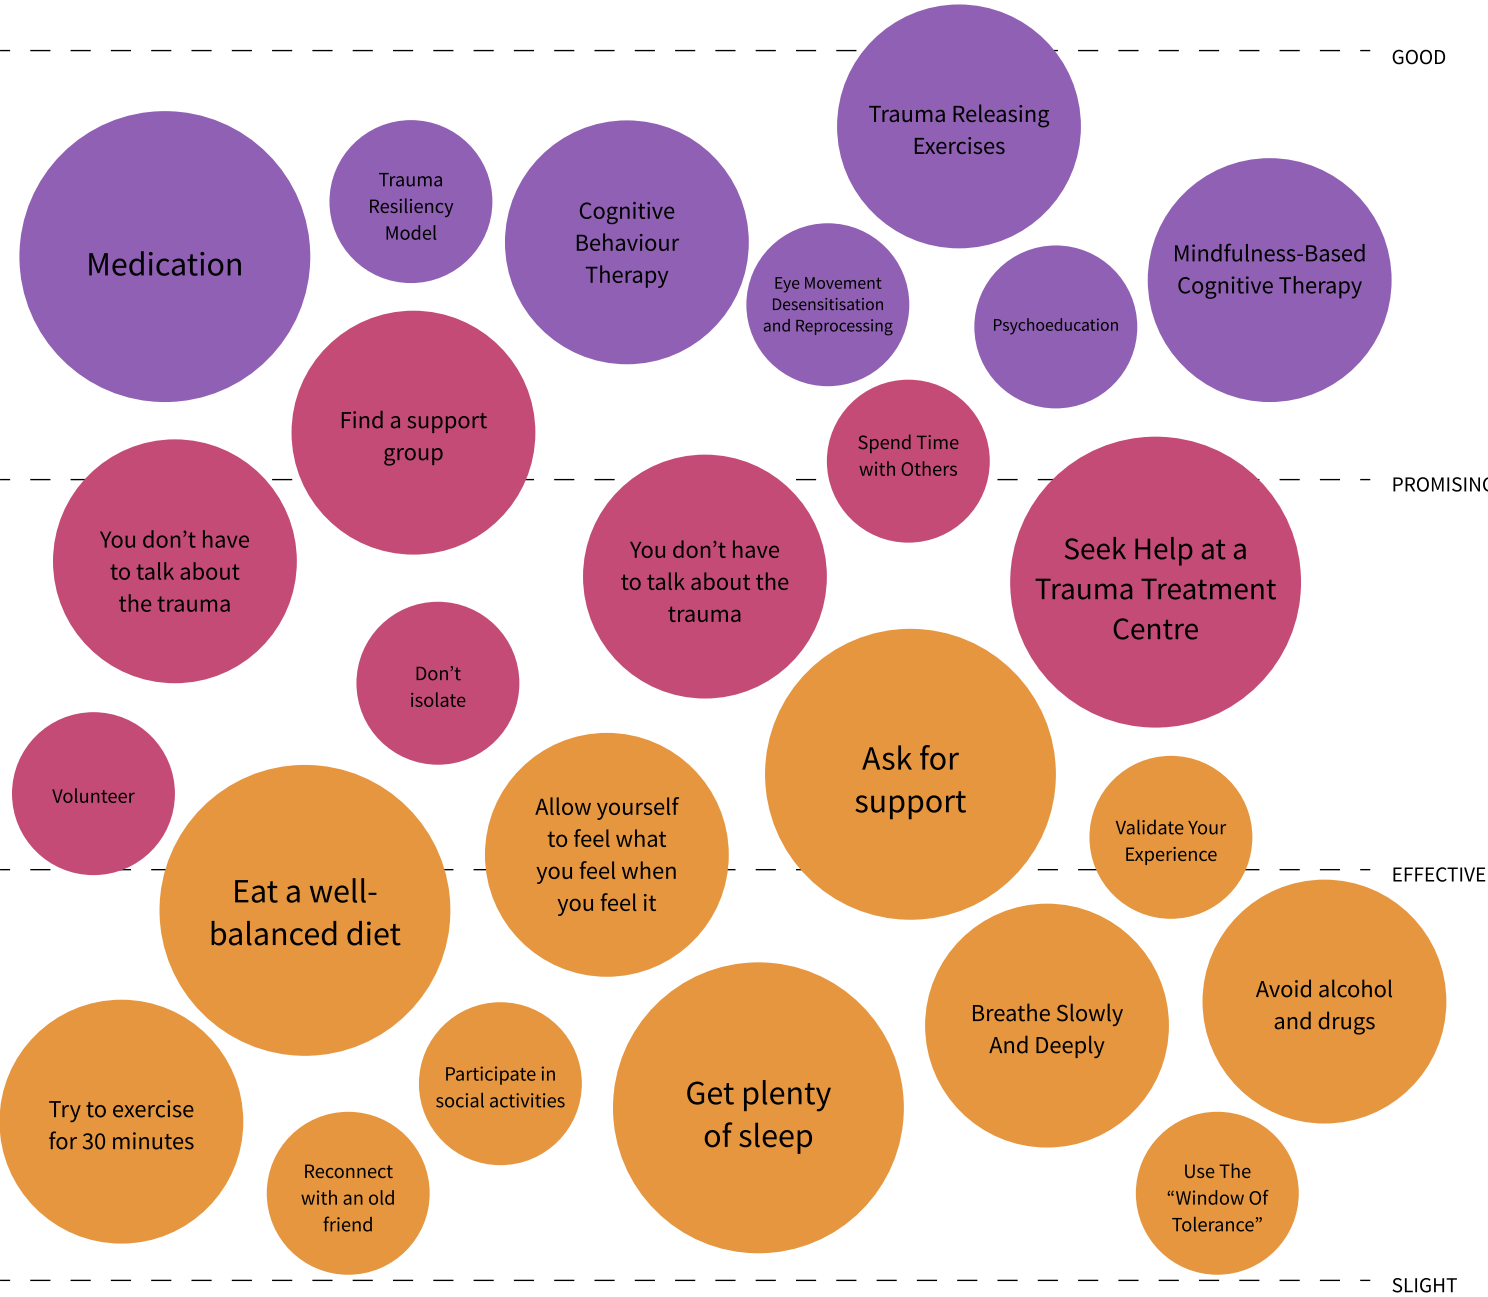 GOOD
Trauma Releasing
Exercises
Medication
Trauma
Resiliency
Model
Cognitive
Behaviour
Therapy
Eye Movement
Desensitisation
and Reprocessing
Psychoeducation
Mindfulness-Based
Cognitive Therapy
Find a support
group
Spend Time
with Others
PROMISING
You don’t have
to talk about
the trauma
You don’t have
to talk about the
trauma
Seek Help at a
Trauma Treatment
Centre
Don’t
isolate
Volunteer
Ask for
support
Allow yourself
to feel what
you feel when
you feel it
Validate Your
Experience
EFFECTIVE
Eat a well-
balanced diet
Breathe Slowly
And Deeply
Avoid alcohol
and drugs
Try to exercise
for 30 minutes
Participate in
social activities
Get plenty
of sleep
Reconnect
with an old
friend
Use The
“Window Of
Tolerance”
SLIGHT